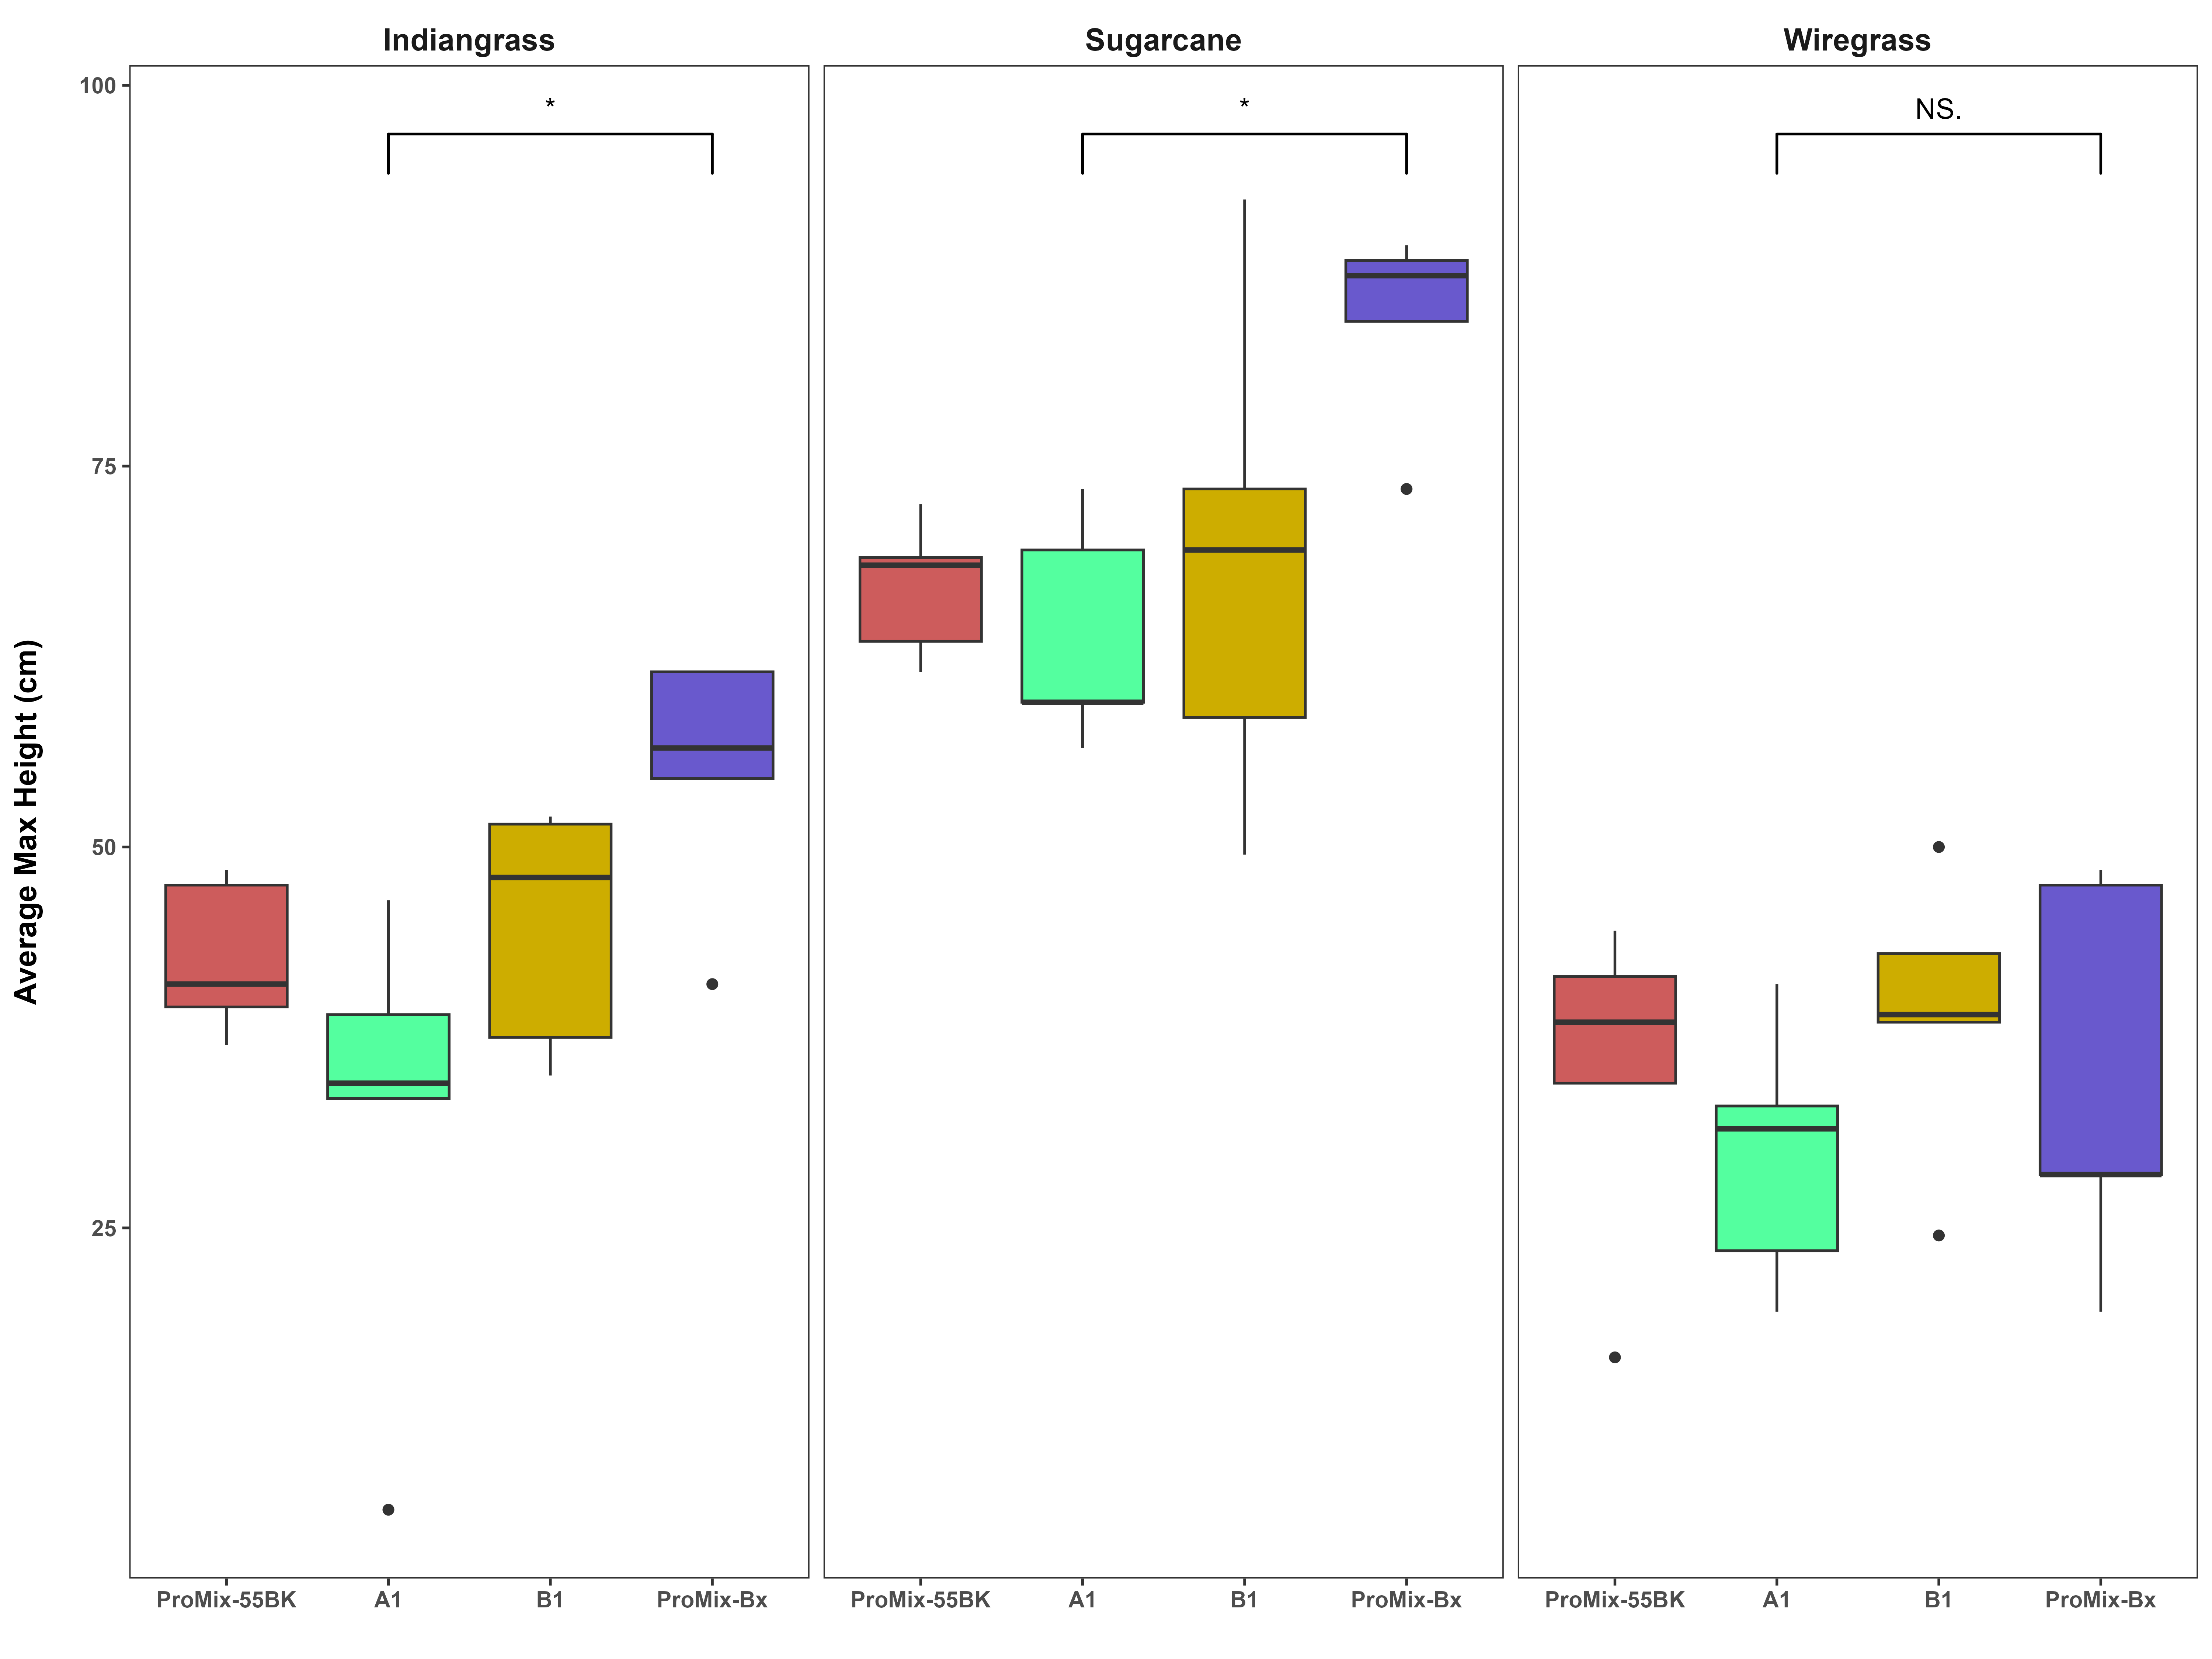 Indiangrass
Sugarcane
Wiregrass
*
*
NS.
100
75
50
25
Average Max Height (cm)
ProMix-55BK A1 B1 ProMix-Bx
ProMix-55BK A1 B1 ProMix-Bx
ProMix-55BK A1 B1 ProMix-Bx